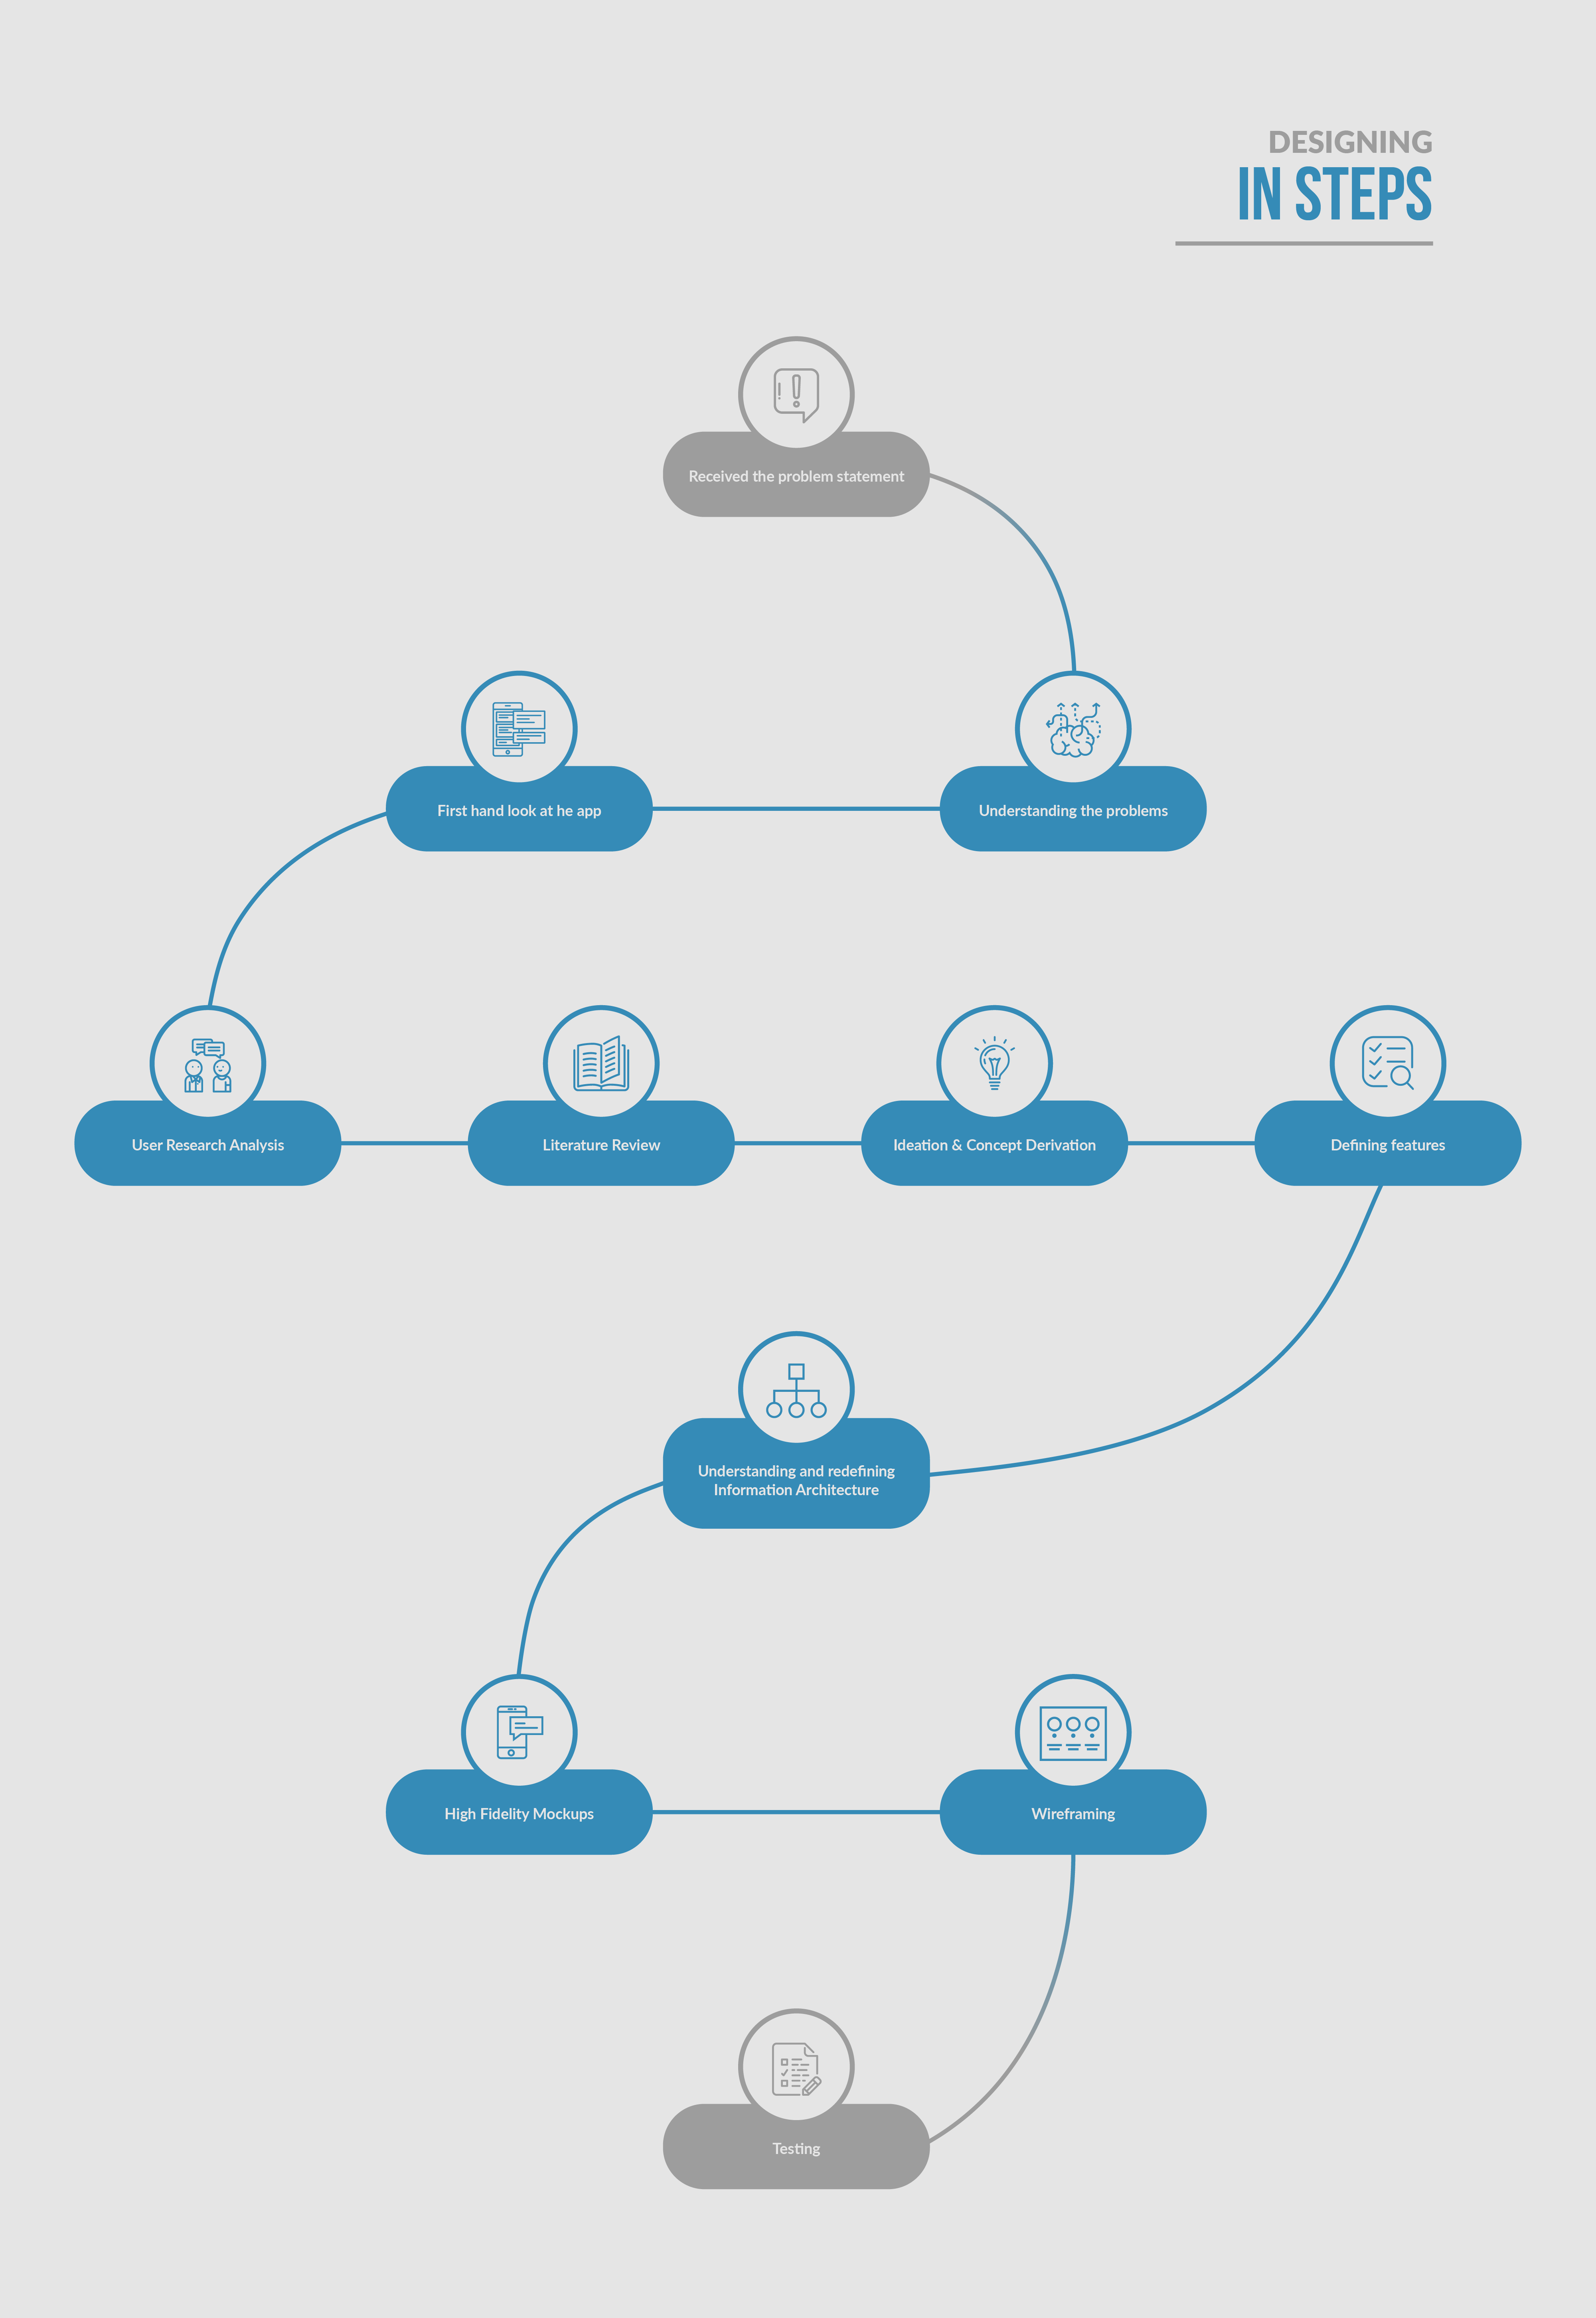 DESIGNING
IN STEPS
Received the problem statement
First hand look at he app
Understanding the problems
User Research Analysis
Literature Review
Ideation & Concept Derivation
Defining features
Understanding and redefining
Information Architecture
High Fidelity Mockups
Wireframing
Testing